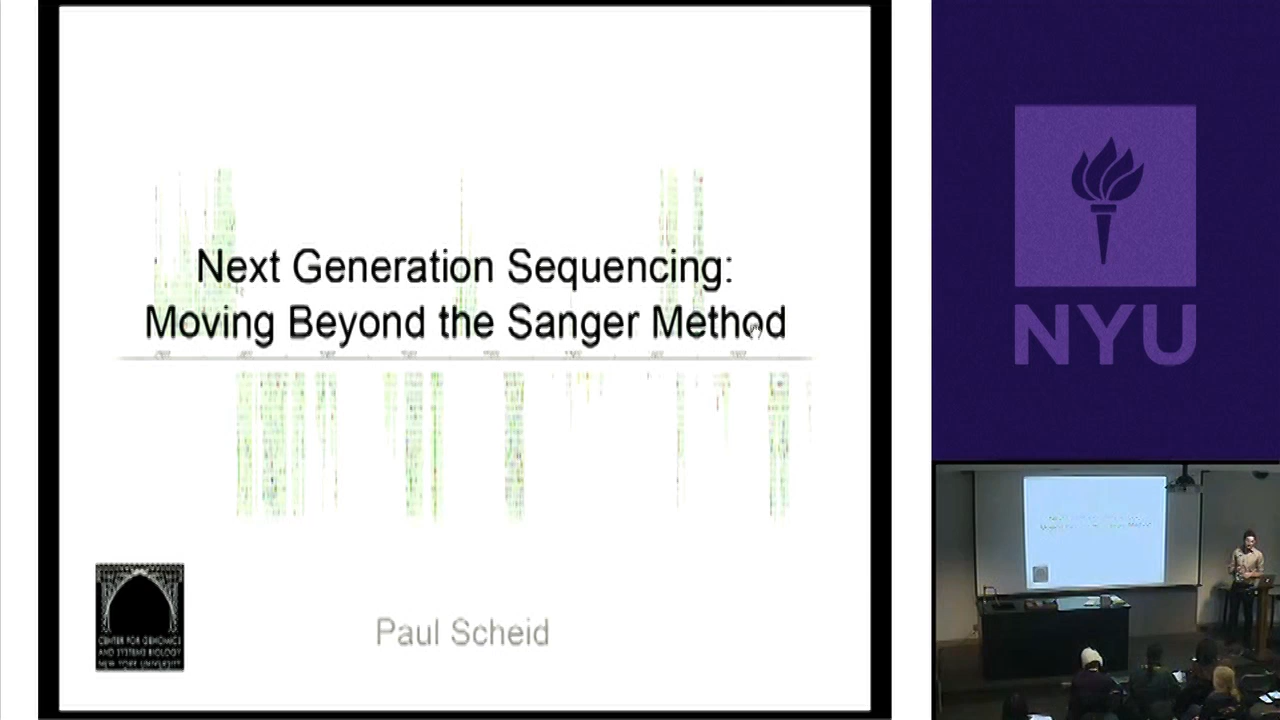 Next Generation Sequencing:
Moving Beyond the Sanger Method
CENTER FOR GENOMICS
AND SYSTEMS BIOLOGY
NEW YORK UNIVERSITY
Paul Scheid
NYU